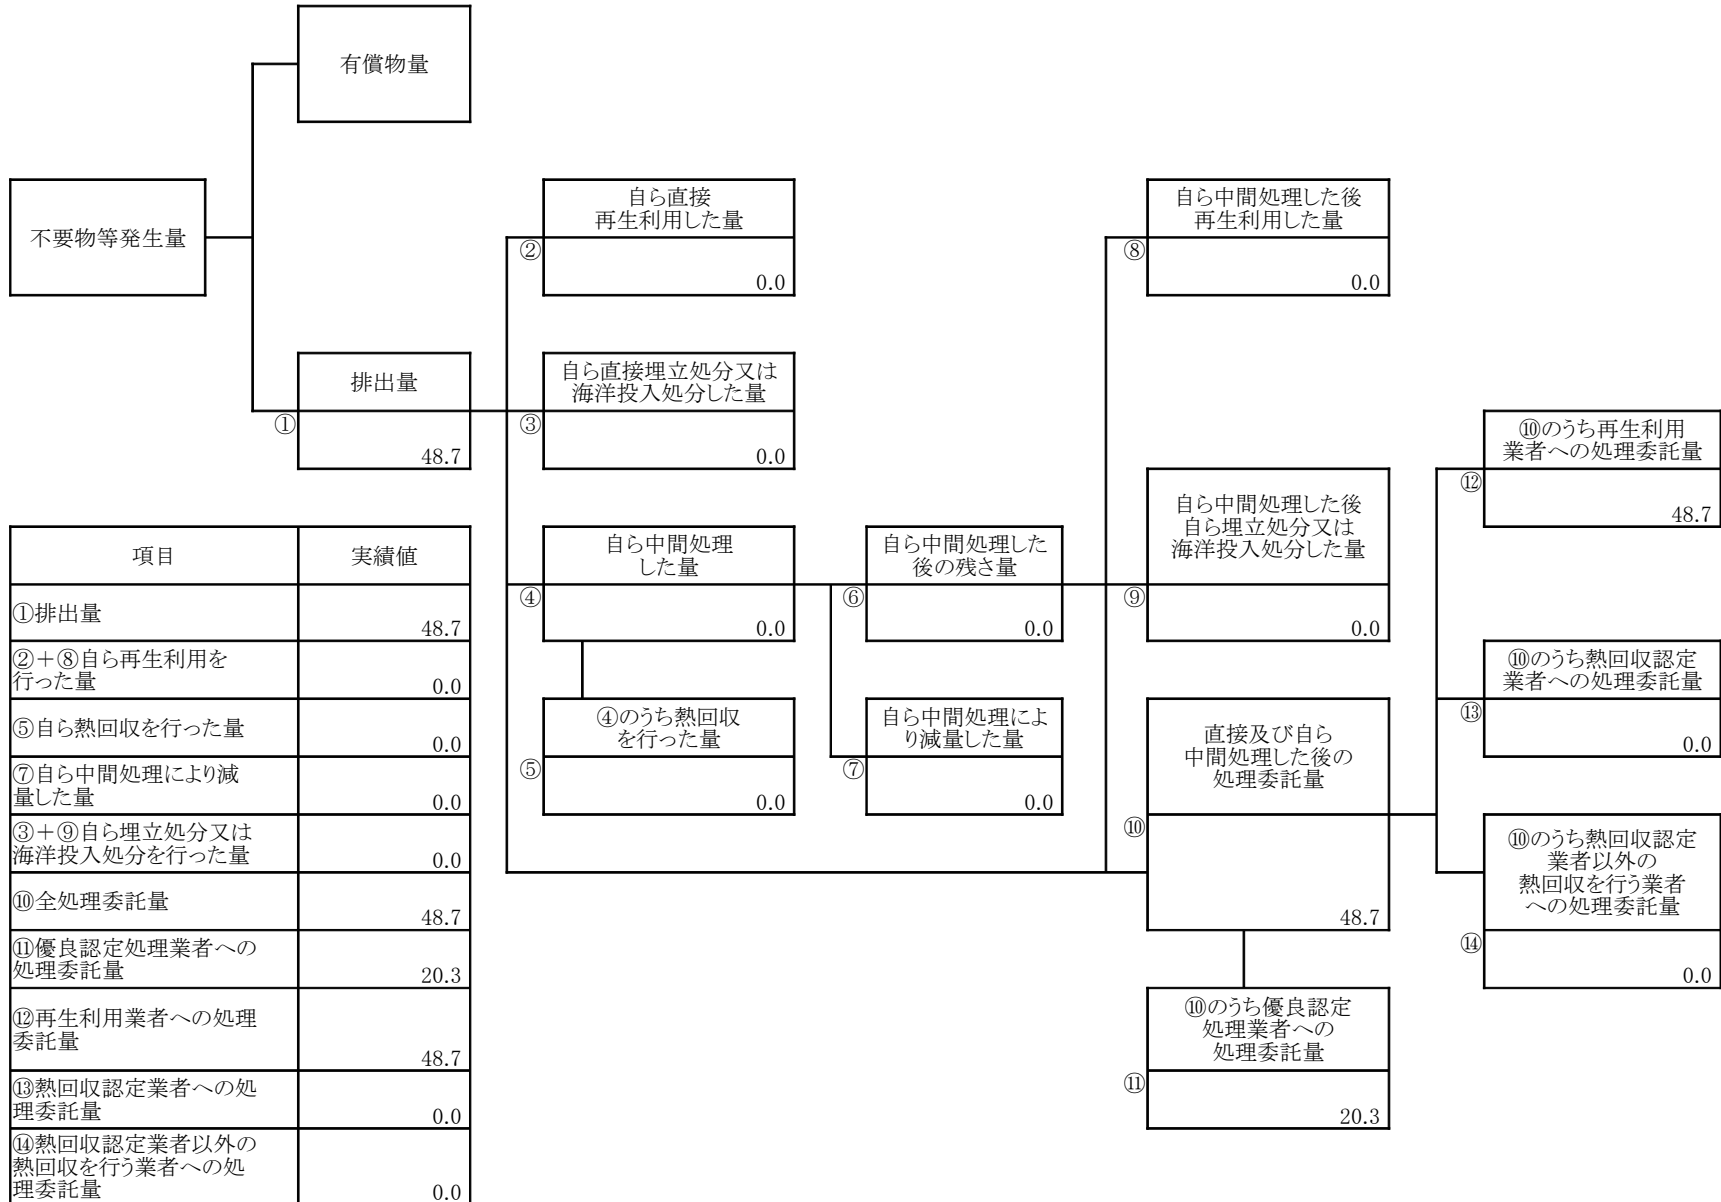 有償物量
不要物等発生量
自ら直接
再生利用した量
②
0.0
自ら中間処理した後
再生利用した量
⑧
0.0
排出量
①
48.7
自ら直接埋立処分又は
海洋投入処分した量
③
0.0
⑩のうち再生利用
業者への処理委託量
⑫
48.7
自ら中間処理
した量
④
0.0
自ら中間処理した
後の残さ量
⑥
0.0
自ら中間処理した後
自ら埋立処分又は
海洋投入処分した量
⑨
0.0
⑩のうち熱回収認定
業者への処理委託量
⑬
0.0
④のうち熱回収
を行った量
⑤
0.0
自ら中間処理によ
り減量した量
⑦
0.0
直接及び自ら
中間処理した後の
処理委託量
⑩
48.7
⑩のうち熱回収認定
業者以外の
熱回収を行う業者
への処理委託量
⑭
0.0
⑩のうち優良認定
処理業者への
処理委託量
⑪
20.3
項目 実績値
①排出量
48.7
②+⑧自ら再生利用を
行った量
0.0
⑤自ら熱回収を行った量
0.0
⑦自ら中間処理により減
量した量
0.0
③+⑨自ら埋立処分又は
海洋投入処分を行った量
0.0
⑩全処理委託量
48.7
⑪優良認定処理業者への
処理委託量
20.3
⑫再生利用業者への処理
委託量
48.7
⑬熱回収認定業者への処
理委託量
0.0
⑭熱回収認定業者以外の
熱回収を行う業者への処
理委託量
0.0